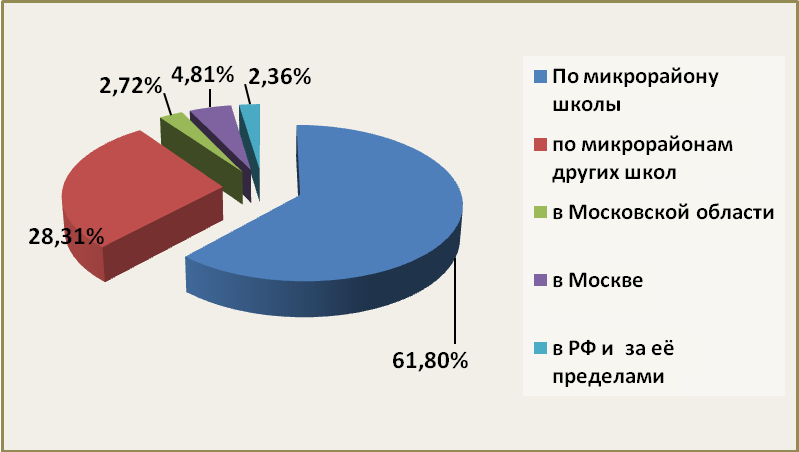 2,72%
4,81%
2,36%
28,31%
61,80%
По микрорайону
школы
по микрорайонам
других школ
в Московской области
в Москве
в РФ и  за её
пределами